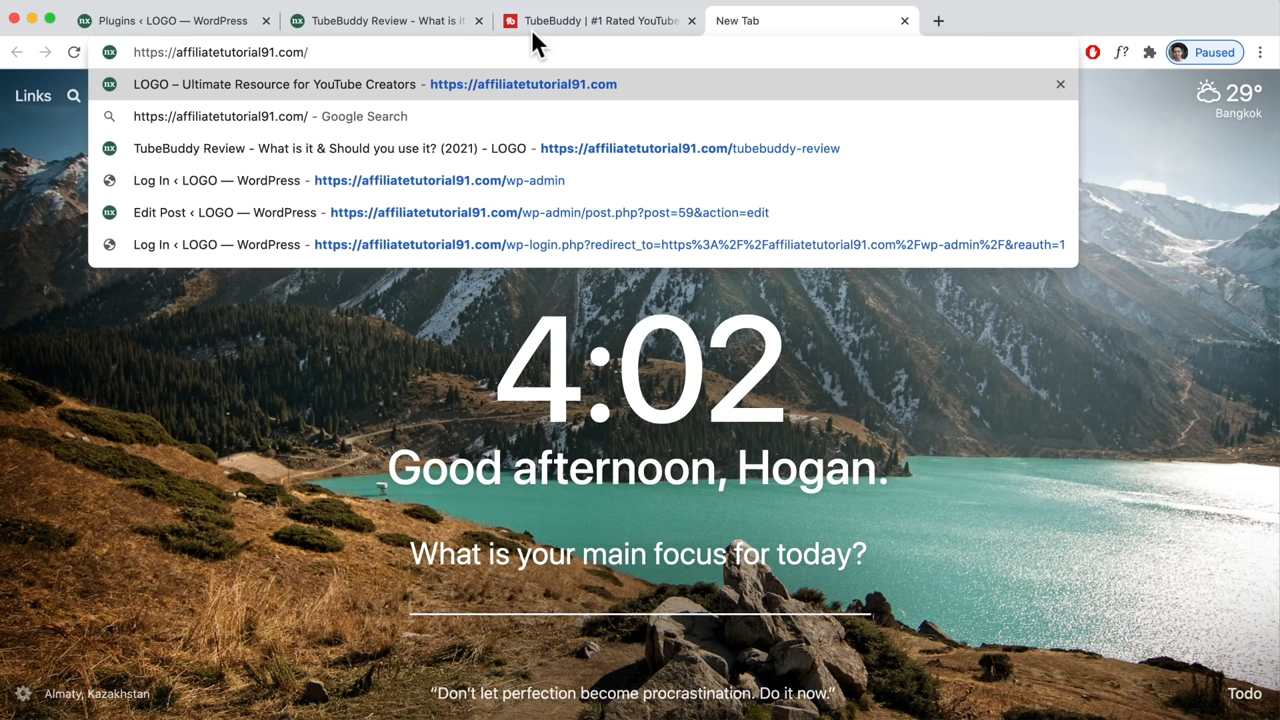 Plugins ‹ LOGO — WordPress
TubeBuddy Review - What is it
TubeBuddy | #1 Rated YouTube
New Tab
https://affiliatetutorial91.com/
f?
Paused
LOGO – Ultimate Resource for YouTube Creators - https://affiliatetutorial91.com
https://affiliatetutorial91.com/ - Google Search
TubeBuddy Review - What is it & Should you use it? (2021) - LOGO - https://affiliatetutorial91.com/tubebuddy-review
Log In ‹ LOGO — WordPress - https://affiliatetutorial91.com/wp-admin
Edit Post ‹ LOGO — WordPress - https://affiliatetutorial91.com/wp-admin/post.php?post=59&action=edit
Log In ‹ LOGO — WordPress - https://affiliatetutorial91.com/wp-login.php?redirect_to=https%3A%2F%2Faffiliatetutorial91.com%2Fwp-admin%2F&reauth=1
Links
29°
Bangkok
4:02
Good afternoon, Hogan.
What is your main focus for today?
Almaty, Kazakhstan
“Don't let perfection become procrastination. Do it now.”
Todo